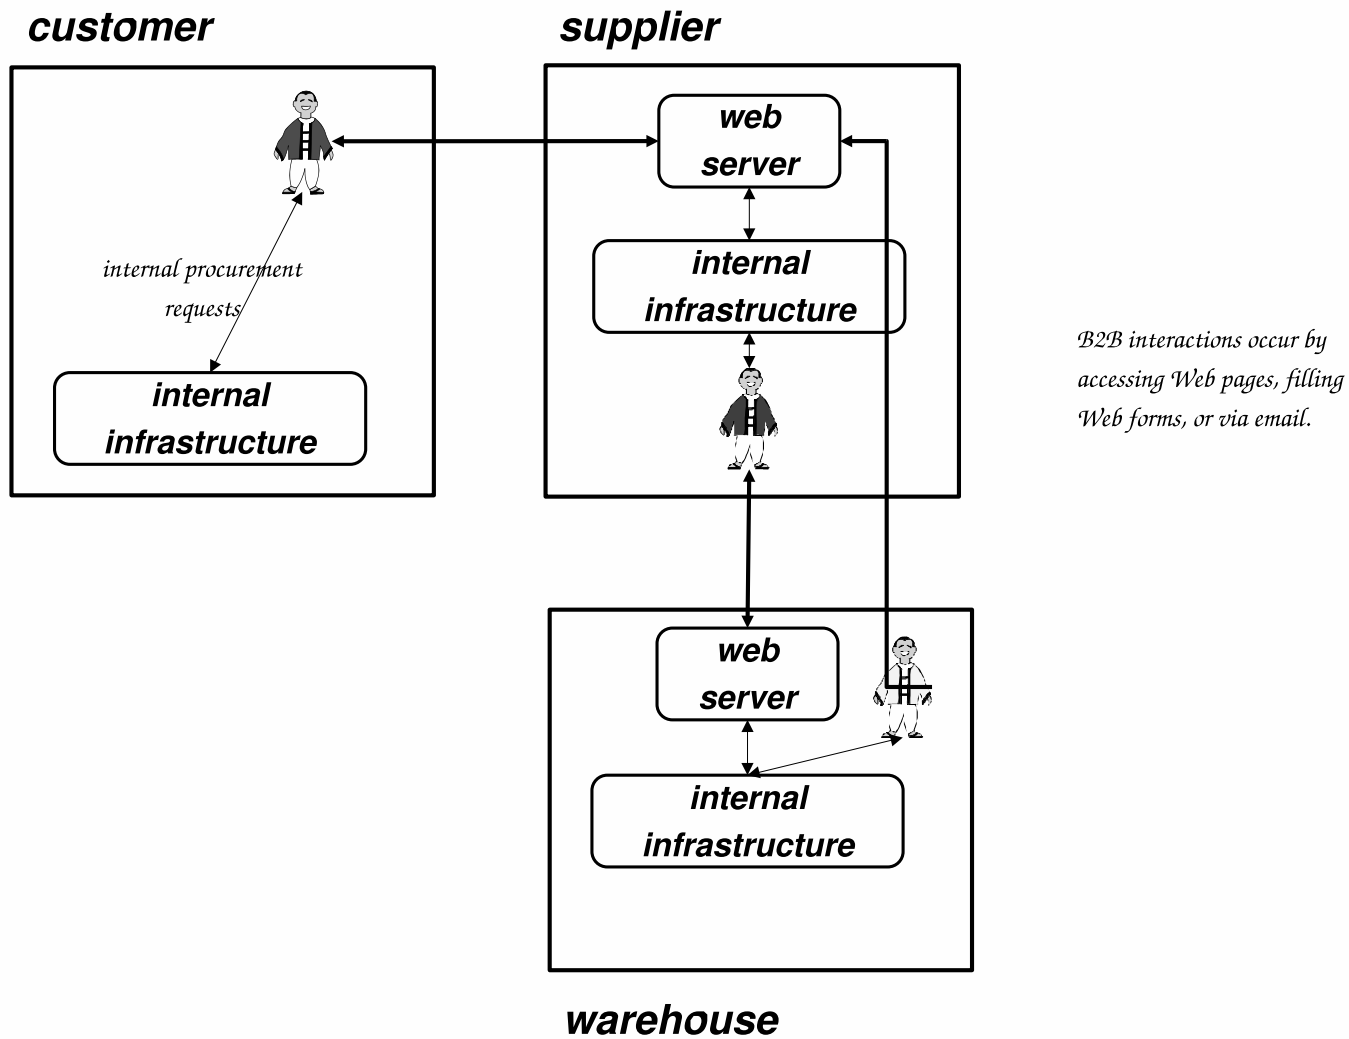 customer
supplier
web
server
internal procurement
requests
internal
infrastructure
internal
infrastructure
B2B interactions occur by
accessing Web pages, filling
Web forms, or via email.
web
server
internal
infrastructure
warehouse